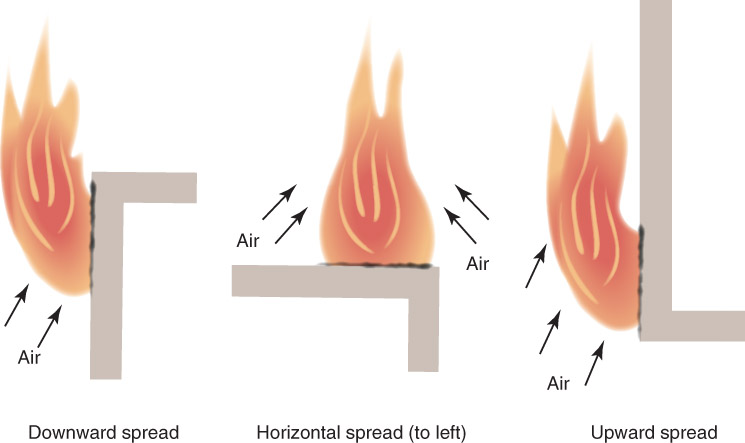 Air
Air
Air
Air
Downward spread
Horizontal spread (to left)
Upward spread